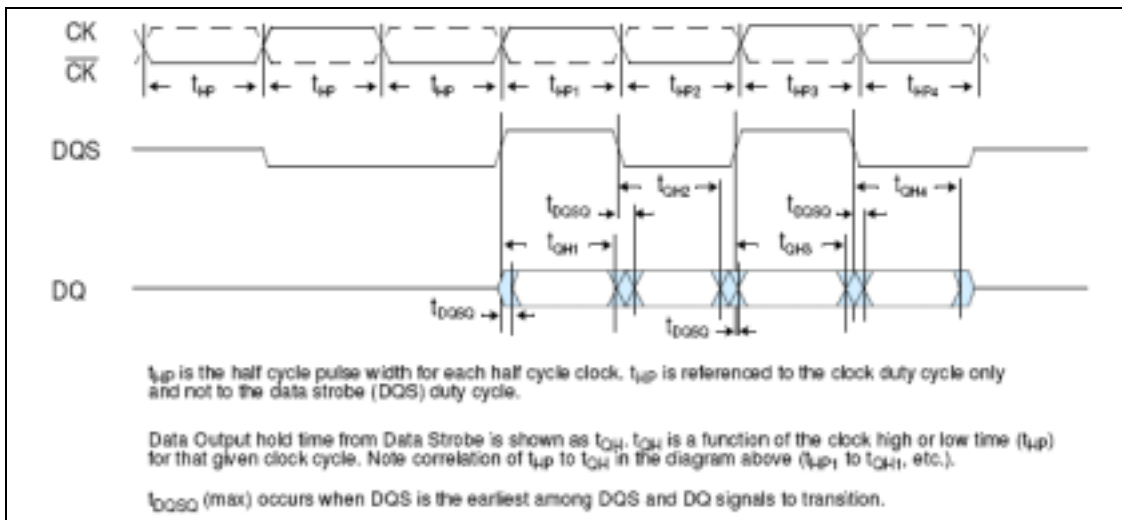 CK
CK
tHP tHP tHP tHP1 tHP2 tHP3 tHP4
DQS
tQH2 tQH4
tDQSQ tDQSQ
tQH1 tQH3
DQ
tDQSQ tDQSQ
tHP is the half cycle pulse width for each half cycle clock. tHP is referenced to the clock duty cycle only
and not to the data strobe (DQS) duty cycle.
Data Output hold time from Data Strobe is shown as tQH. tQH is a function of the clock high or low time (tHP)
for that given clock cycle. Note correlation of tHP to tQH in the diagram above (tHP1 to tQH1, etc.).
tDQSQ (max) occurs when DQS is the earliest among DQS and DQ signals to transition.